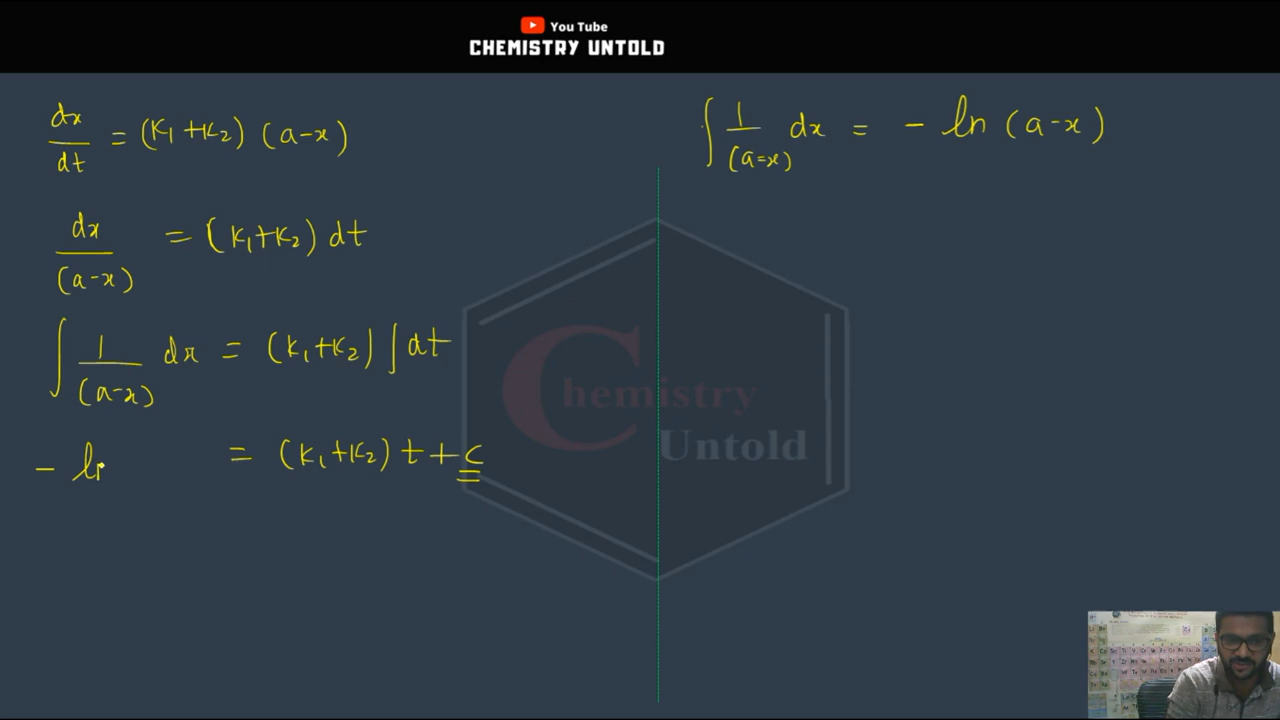 You Tube
CHEMISTRY UNTOLD
dx/dt = (K₁+K₂) (a-x)
dx/(a-x) = (K₁+K₂) dt
∫ 1/(a-x) dx = (K₁+K₂) ∫ dt
- ln = (K₁+K₂) t + c
∫ 1/(a-x) dx = - ln (a-x)
Chemistry
Untold